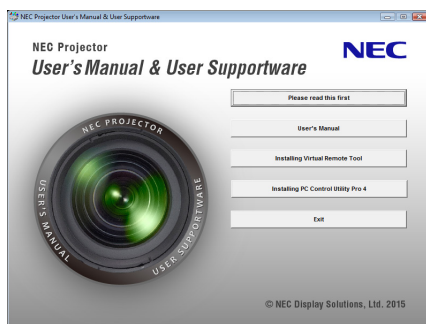 NEC Projector User's Manual & User Supportware
NEC Projector
NEC
User's Manual & User Supportware
Please read this first
User's Manual
Installing Virtual Remote Tool
Installing PC Control Utility Pro 4
Exit
NEC PROJECTOR
USER'S MANUAL
USER SUPPORTWARE
© NEC Display Solutions, Ltd. 2015